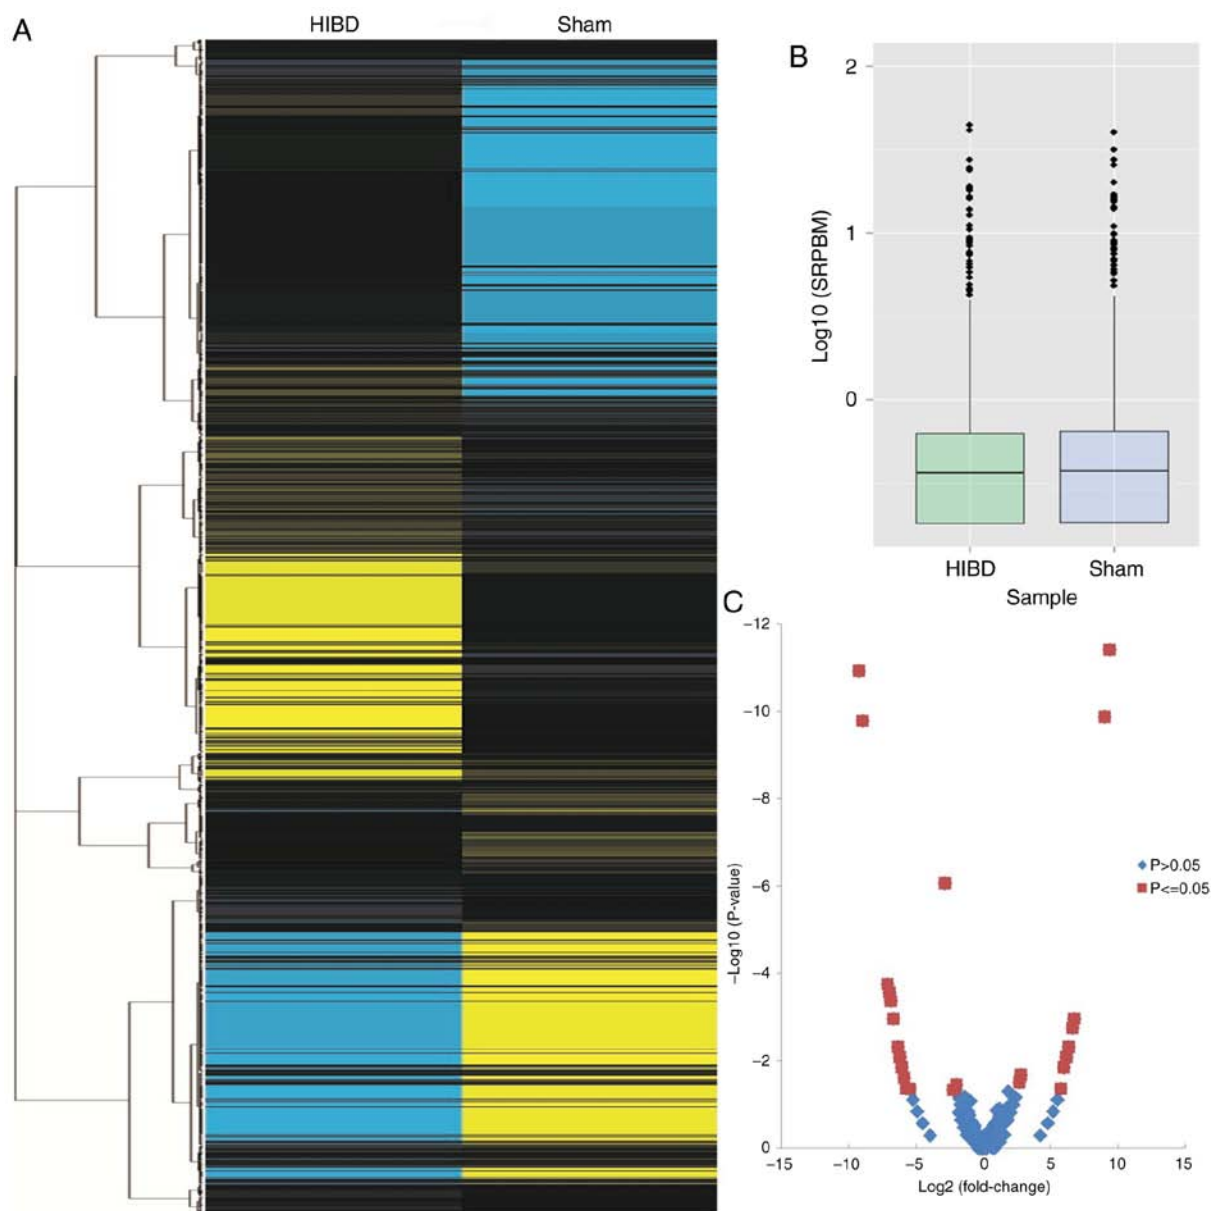 A
HIBD Sham
B
2
1
0
Log10 (SRPBM)
HIBD Sham
Sample
C
−12
−10
−8
−6
−4
−2
0
−Log10 (P-value)
P>0.05
P<=0.05
−15 −10 −5 0 5 10 15
Log2 (fold-change)